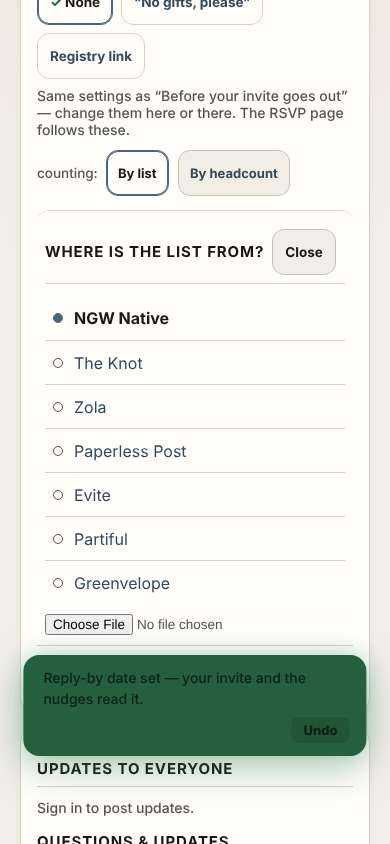 ✓ None
"No gifts, please"
Registry link
Same settings as “Before your invite goes out”
— change them here or there. The RSVP page
follows these.
counting: By list By headcount
WHERE IS THE LIST FROM? Close
NGW Native
The Knot
Zola
Paperless Post
Evite
Partiful
Greenvelope
Choose File No file chosen
Reply-by date set — your invite and the
nudges read it.
Undo
UPDATES TO EVERYONE
Sign in to post updates.
QUESTIONS & UPDATES